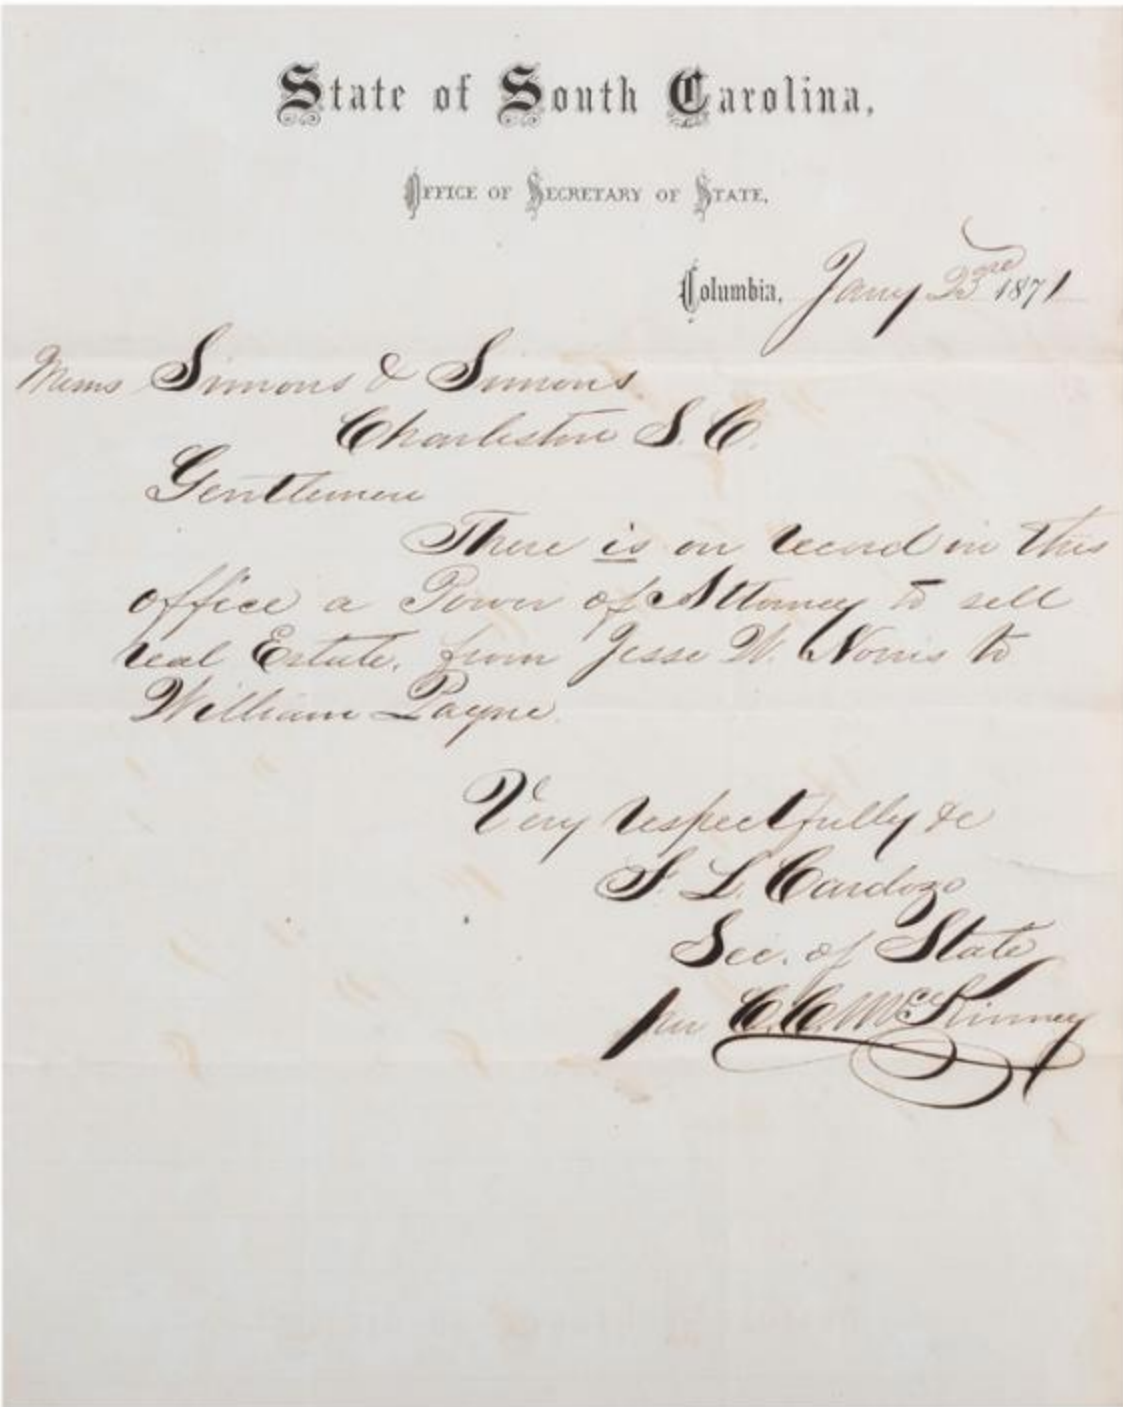 State of South Carolina,
Office of Secretary of State,
Columbia, Jany 23rd 1871
Messrs Simons & Simons
Charleston S. C.
Gentlemen
There is on record in this
office a Power of Attorney to sell
real Estate, from Jesse W. Norris to
William Payne.
Very respectfully &c
F. L. Cardozo
Sec. of State
per C. C. McKinney